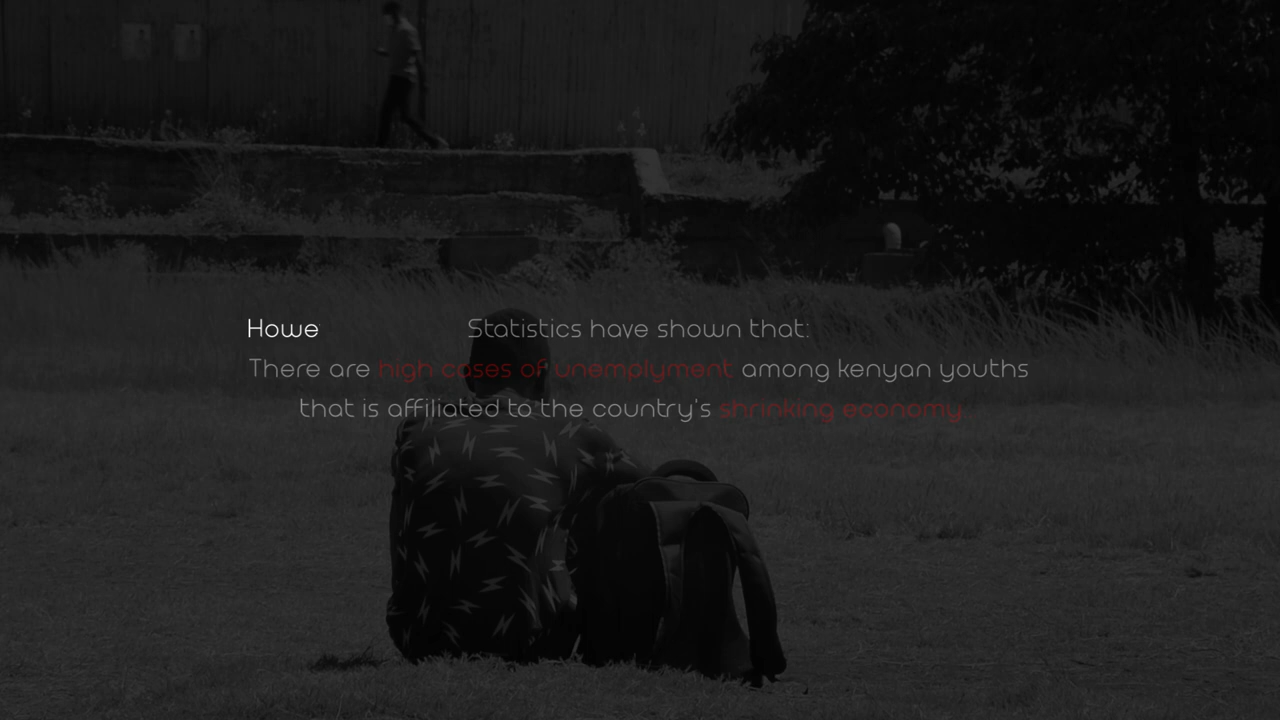 Howe Statistics have shown that:
There are high cases of unemplyment among kenyan youths
that is affiliated to the country's shrinking economy..